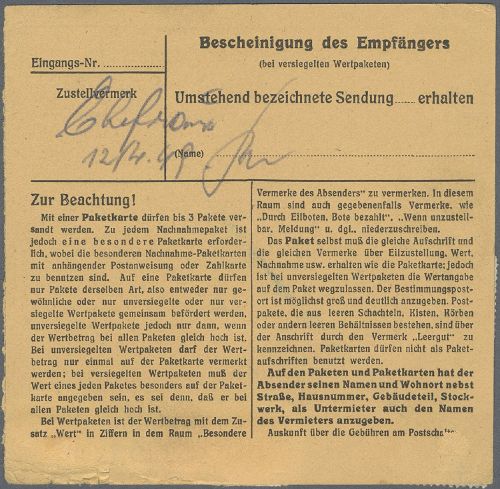 Bescheinigung des Empfängers
Eingangs-Nr.
(bei versiegelten Wertpaketen)
Zustellvermerk
Umstehend bezeichnete Sendung...... erhalten
Ehefrau
12/4.49.
(Name)
Zur Beachtung!
Mit einer Paketkarte dürfen bis 3 Pakete ver-
sandt werden. Zu jedem Nachnahmepaket ist
jedoch eine besondere Paketkarte erforder-
lich, wobei die besonderen Nachnahme-Paketkarten
mit anhängender Postanweisung oder Zahlkarte
zu benutzen sind. Auf eine Paketkarte dürfen
nur Pakete derselben Art, also entweder nur ge-
wöhnliche oder nur unversiegelte oder nur ver-
siegelte Wertpakete gemeinsam befördert werden,
unversiegelte Wertpakete jedoch nur dann, wenn
der Wertbetrag bei allen Paketen gleich hoch ist.
Bei unversiegelten Wertpaketen darf der Wert-
betrag nur einmal auf der Paketkarte vermerkt
werden; bei versiegelten Wertpaketen muß der
Wert eines jeden Paketes besonders auf der Paket-
karte angegeben sein, es sei denn, daß er bei
allen Paketen gleich hoch ist.
Bei Wertpaketen ist der Wertbetrag mit dem Zu-
satz „Wert" in Ziffern in dem Raum „Besondere
Vermerke des Absenders" zu vermerken. In diesem
Raum sind auch gegebenenfalls Vermerke, wie
„Durch Eilboten, Bote bezahlt", „Wenn unzustell-
bar, Meldung" u. dgl., niederzuschreiben.
Das Paket selbst muß die gleiche Aufschrift und
die gleichen Vermerke über Eilzustellung, Wert,
Nachnahme usw. erhalten wie die Paketkarte; jedoch
ist bei unversiegelten Wertpaketen die Wertangabe
auf dem Paket wegzulassen. Der Bestimmungspost-
ort ist möglichst groß und deutlich anzugeben. Post-
pakete, die aus leeren Schachteln, Kisten, Körben
oder andern leeren Behältnissen bestehen, sind über
der Anschrift durch den Vermerk „Leergut" zu
kennzeichnen. Paketkarten dürfen nicht als Paket-
aufschriften benutzt werden.
Auf den Paketen und Paketkarten hat der
Absender seinen Namen und Wohnort nebst
Straße, Hausnummer, Gebäudeteil, Stock-
werk, als Untermieter auch den Namen
des Vermieters anzugeben.
Auskunft über die Gebühren am Postscha